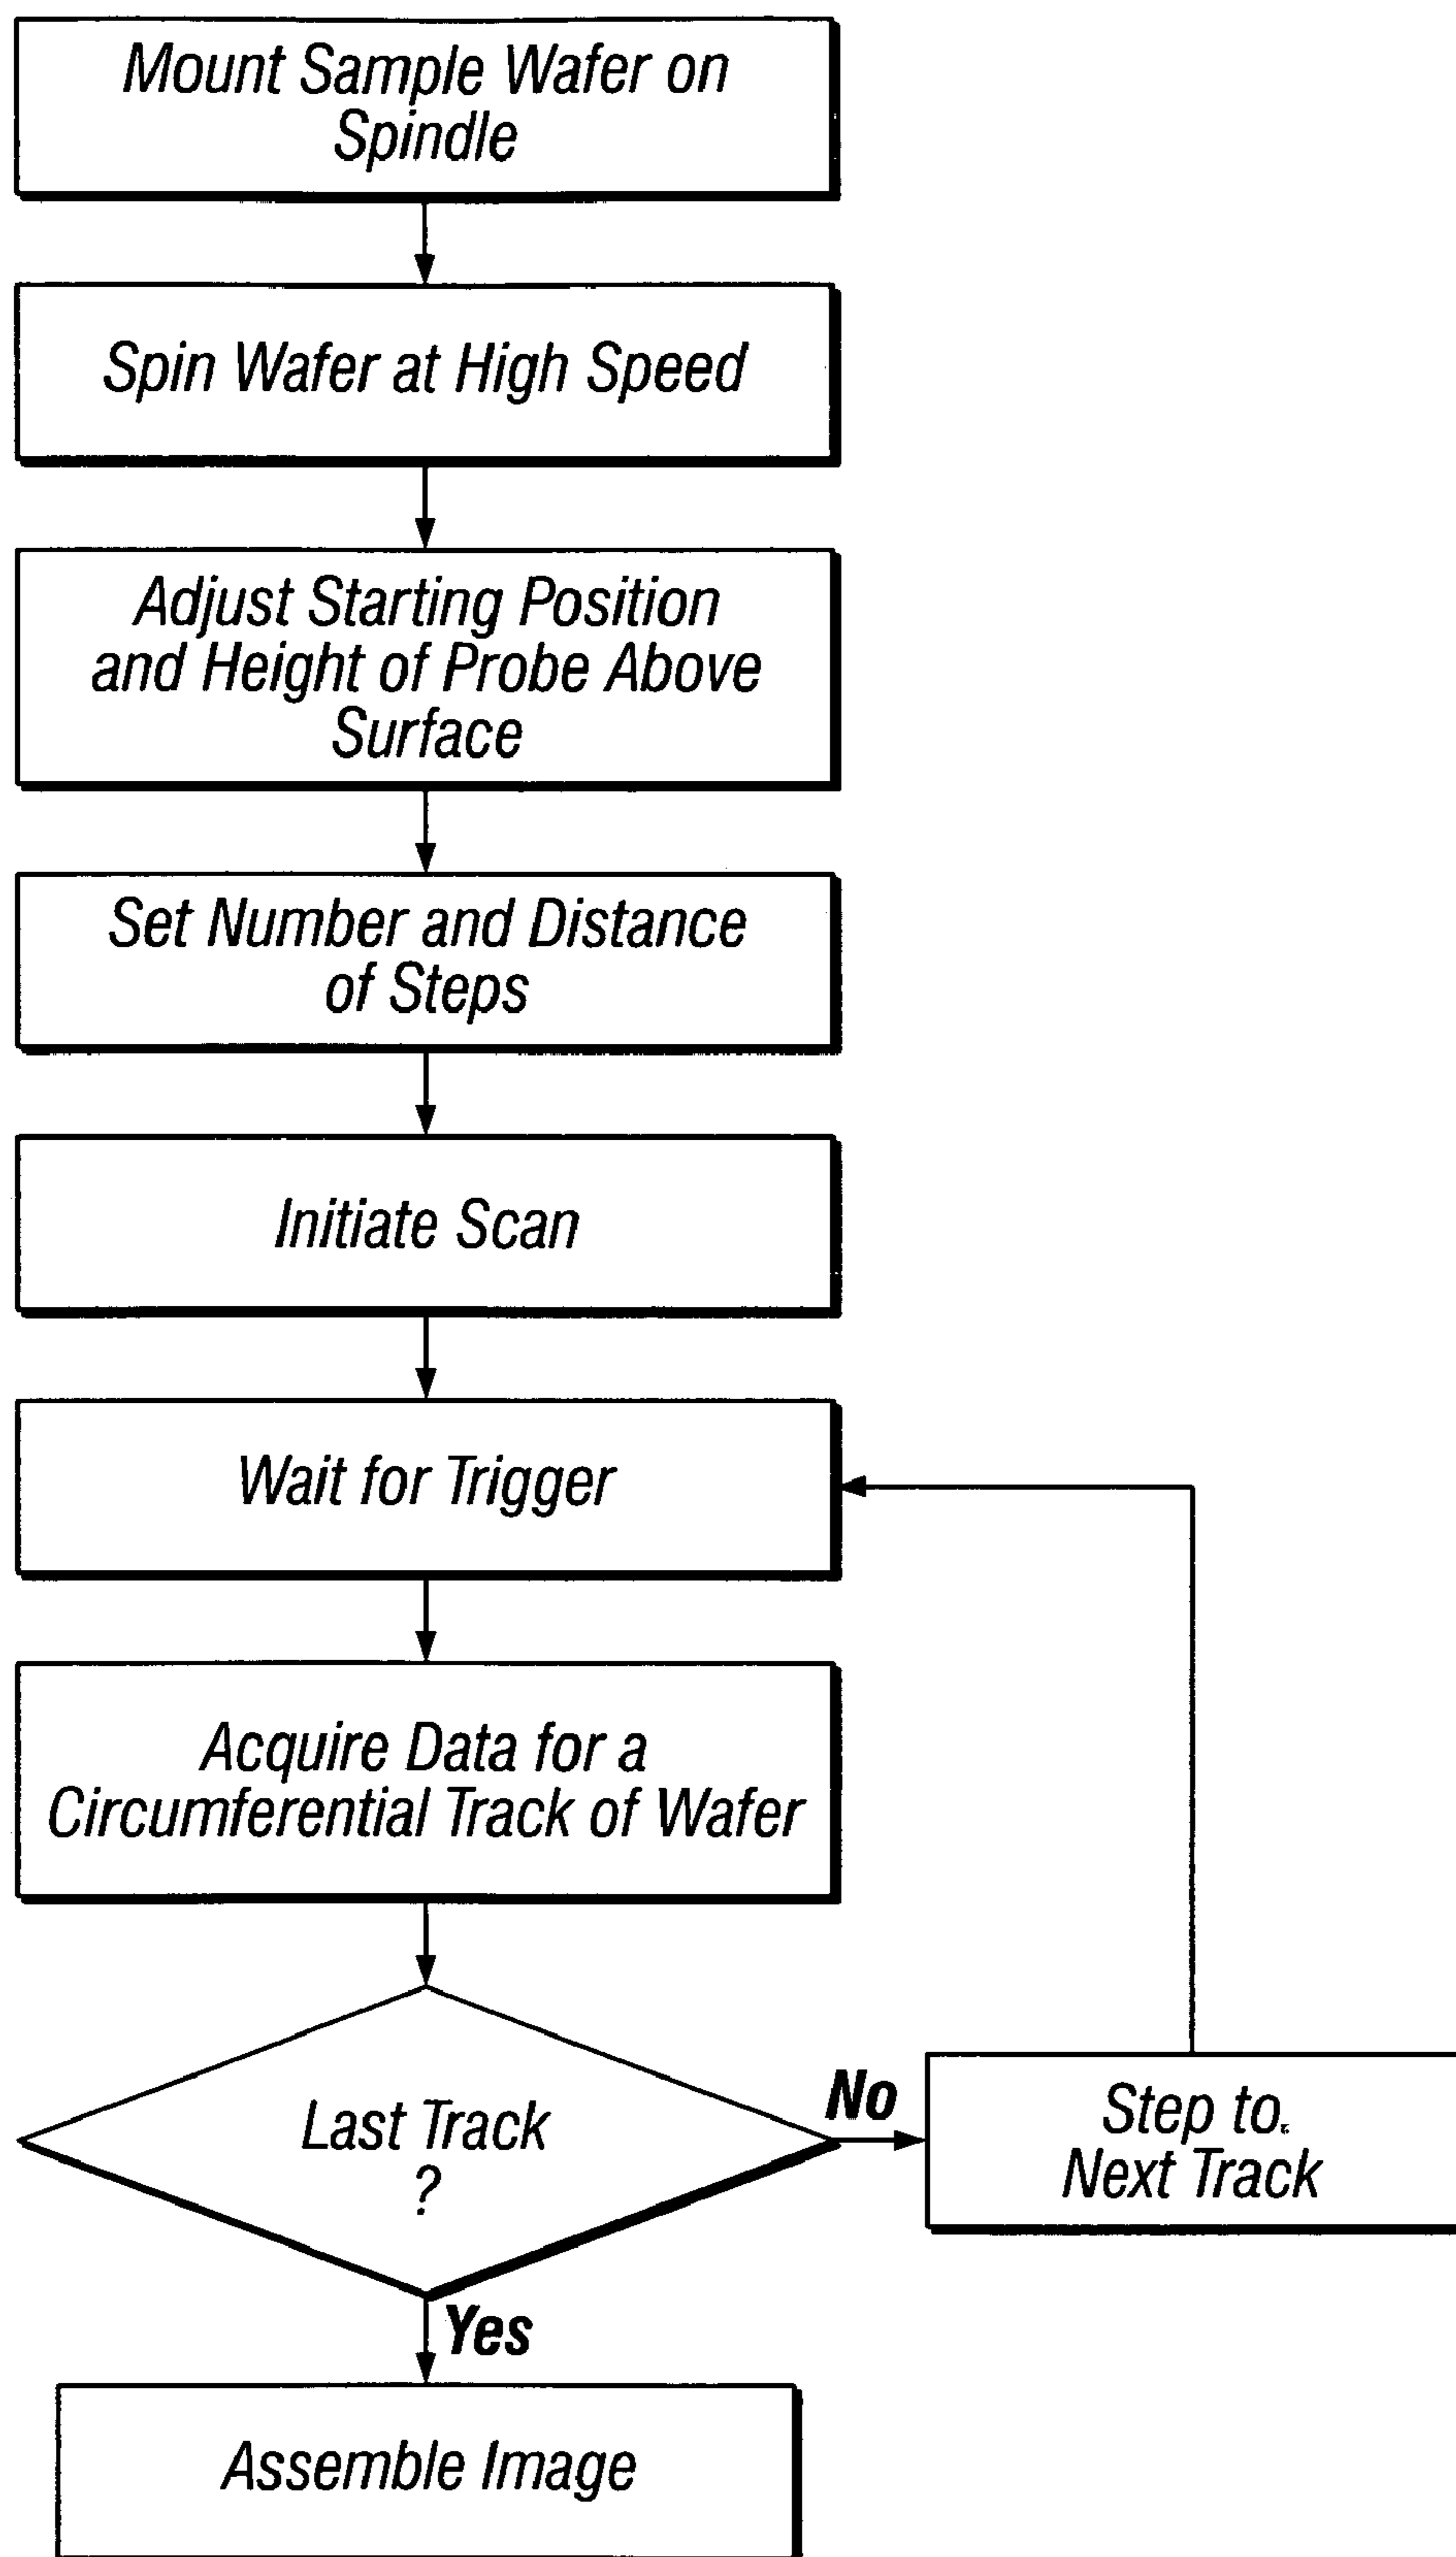 Mount Sample Wafer on
Spindle
Spin Wafer at High Speed
Adjust Starting Position
and Height of Probe Above
Surface
Set Number and Distance
of Steps
Initiate Scan
Wait for Trigger
Acquire Data for a
Circumferential Track of Wafer
Last Track
?
No
Step to
Next Track
Yes
Assemble Image